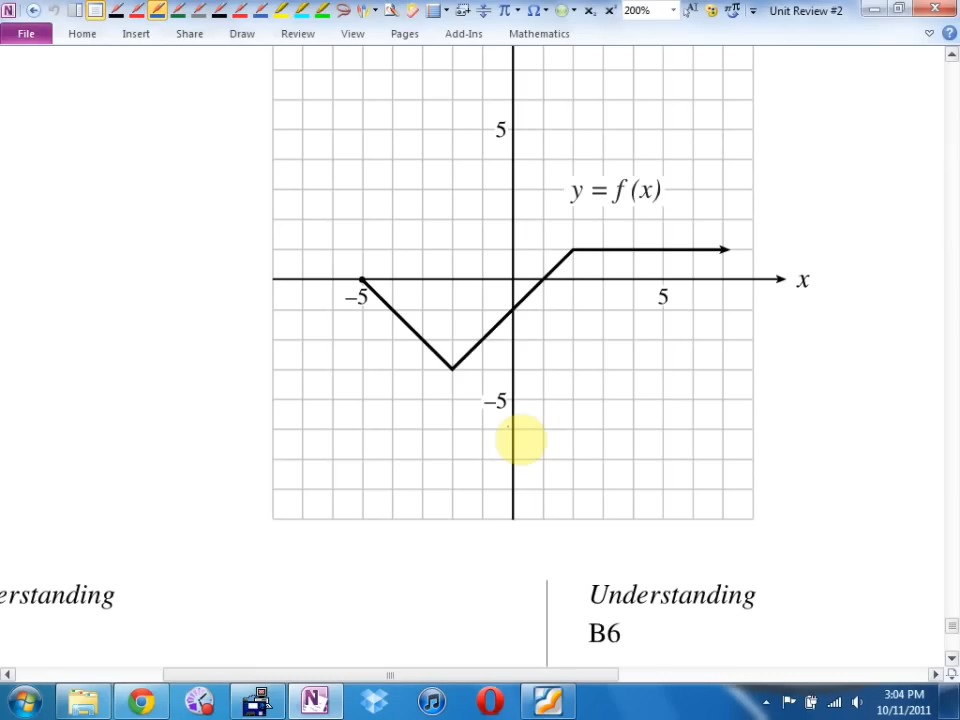 200%
Unit Review #2
File Home Insert Share Draw Review View Pages Add-Ins Mathematics
5
y = f (x)
x
–5
5
–5
erstanding
Understanding
B6
3:04 PM
10/11/2011